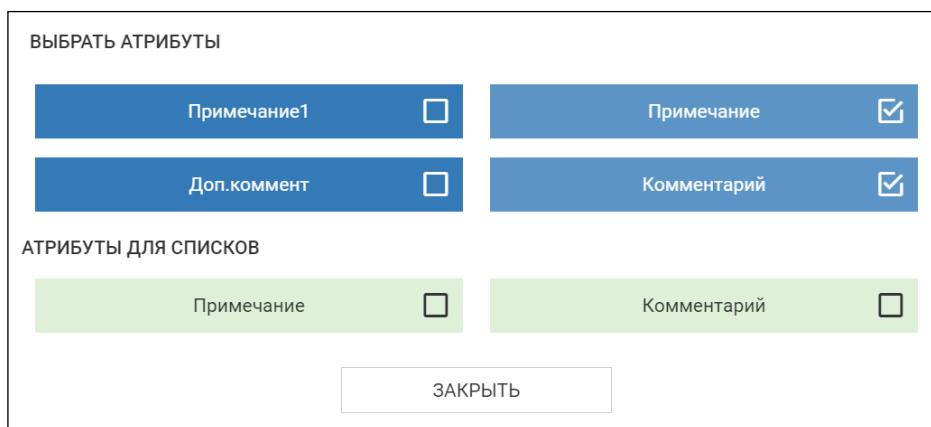 ВЫБРАТЬ АТРИБУТЫ
Примечание1 Примечание
Доп.коммент Комментарий
АТРИБУТЫ ДЛЯ СПИСКОВ
Примечание Комментарий
ЗАКРЫТЬ